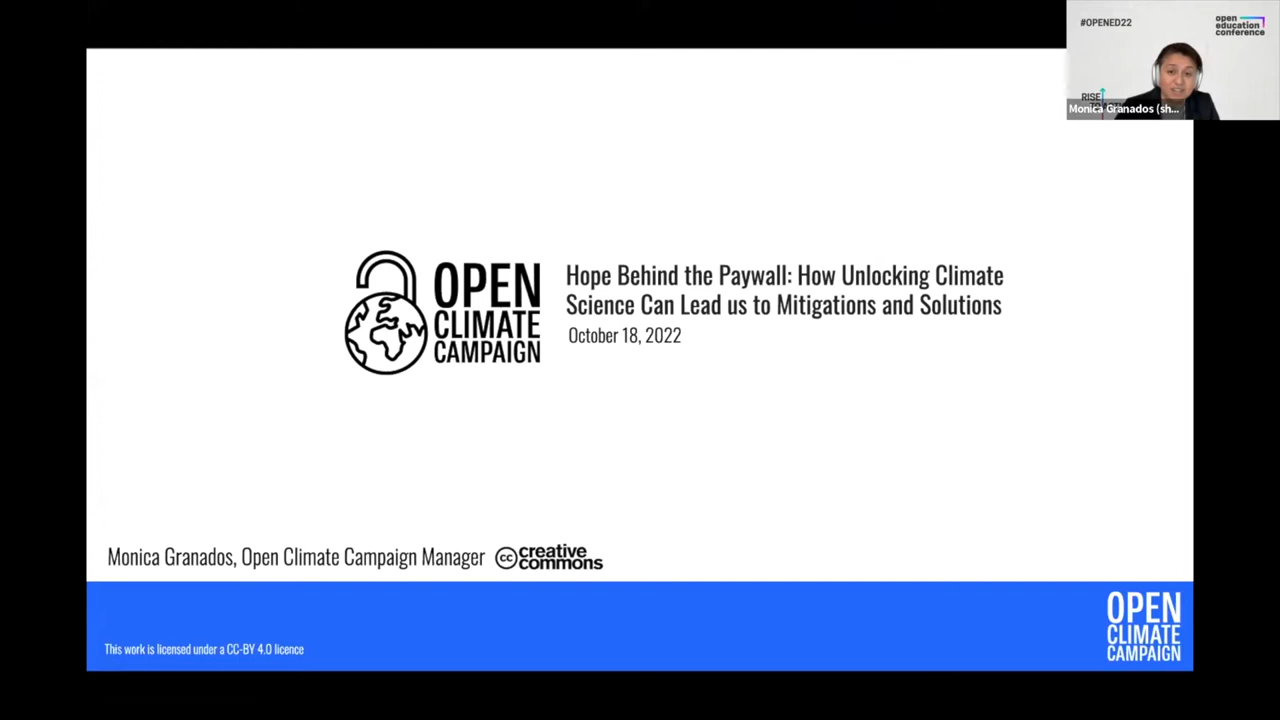 #OPENED22
open
education
conference
RISE
Monica Granados (sh...
OPEN
CLIMATE
CAMPAIGN
Hope Behind the Paywall: How Unlocking Climate
Science Can Lead us to Mitigations and Solutions
October 18, 2022
Monica Granados, Open Climate Campaign Manager
cc creative
commons
This work is licensed under a CC-BY 4.0 licence
OPEN
CLIMATE
CAMPAIGN